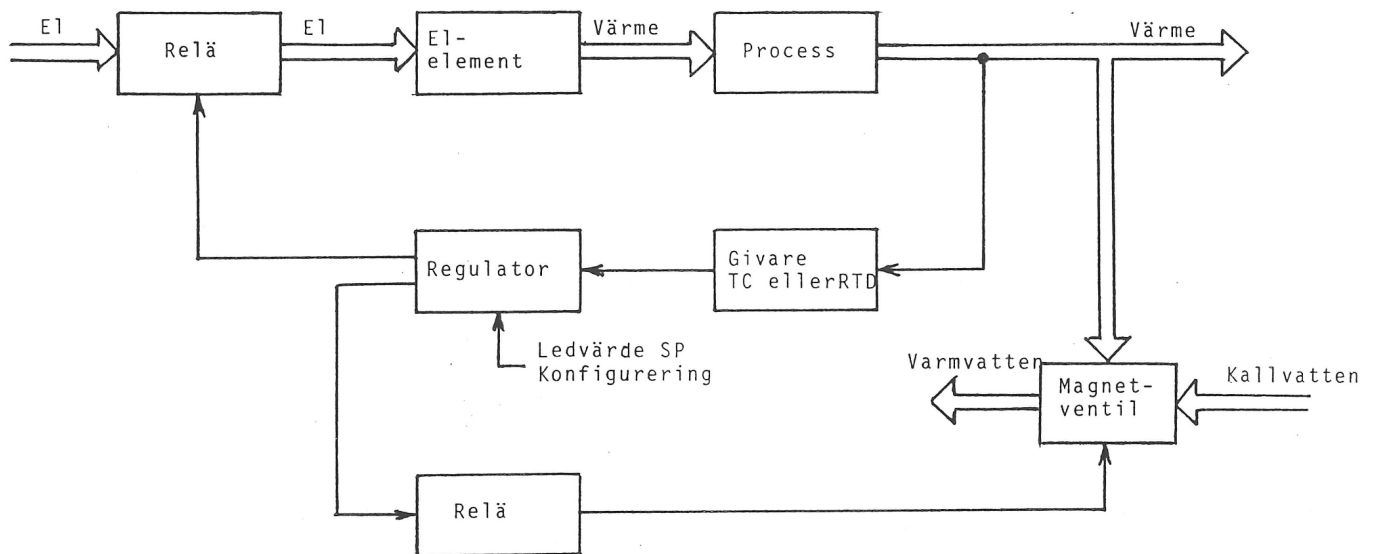 El
Relä
El
El-
element
Värme
Process
Värme
Regulator
Givare
TC ellerRTD
Ledvärde SP
Konfigurering
Varmvatten
Magnet-
ventil
Kallvatten
Relä